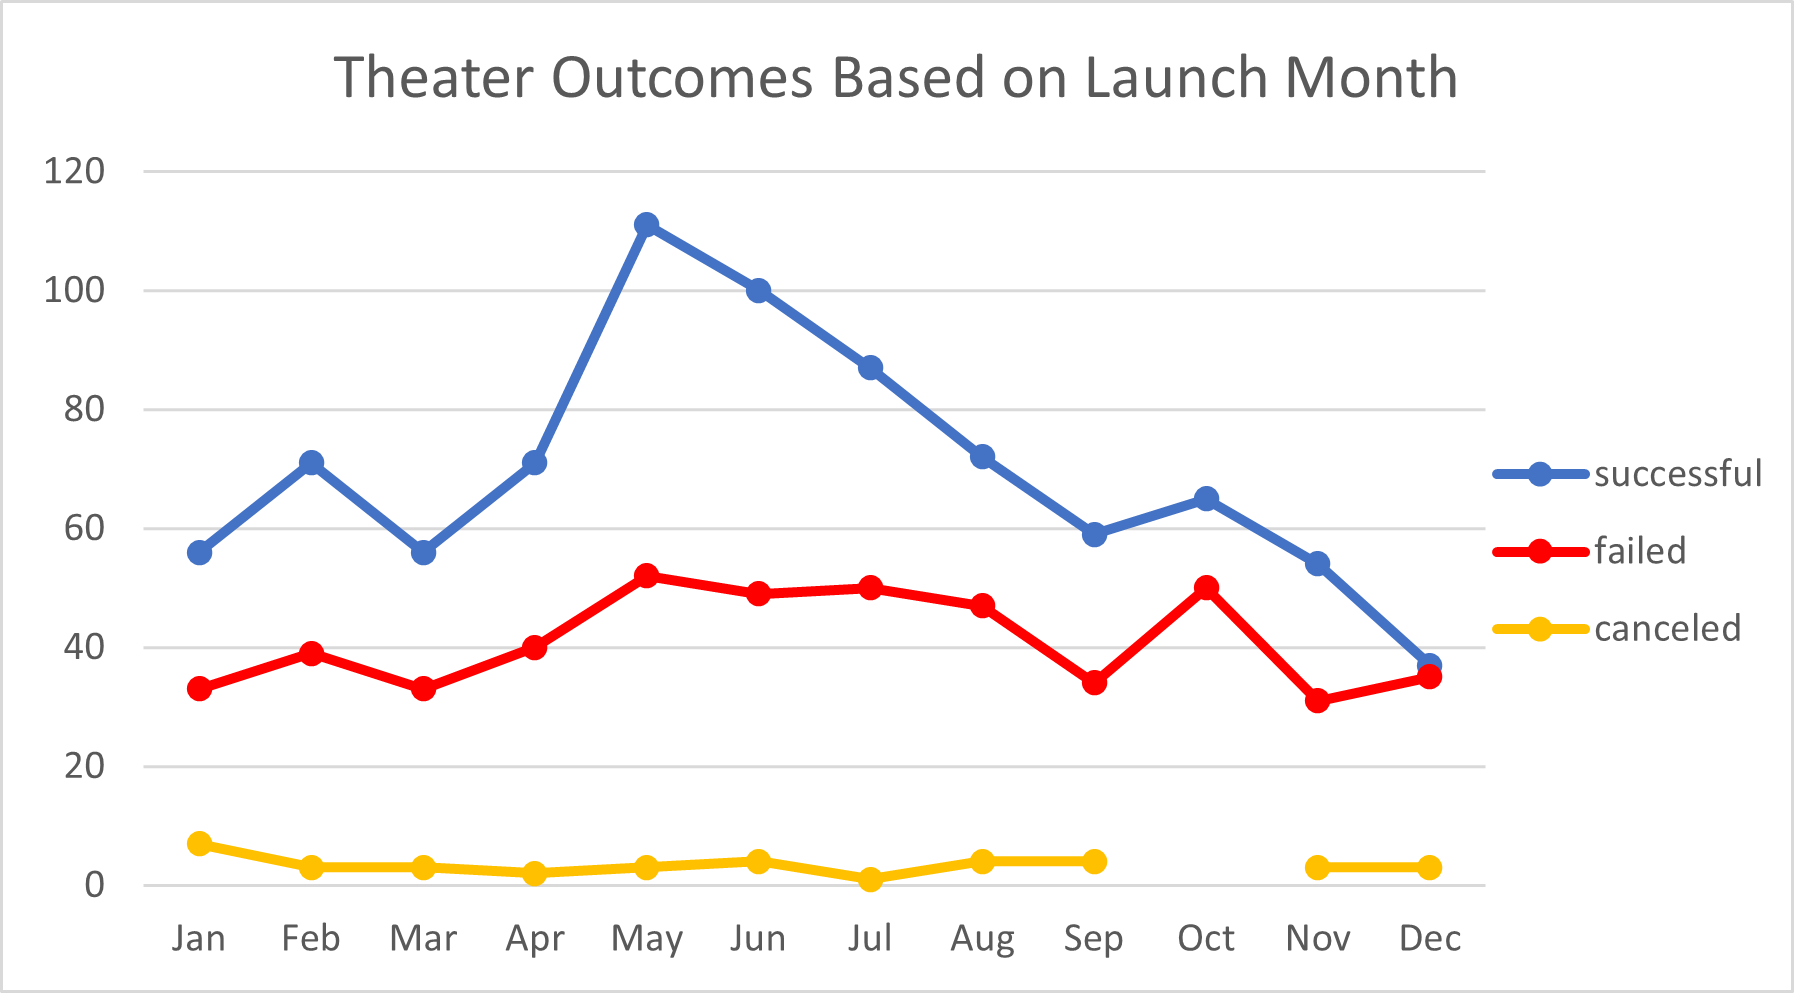 Theater Outcomes Based on Launch Month
120
100
80
60
40
20
0
Jan Feb Mar Apr May Jun Jul Aug Sep Oct Nov Dec
successful
failed
canceled